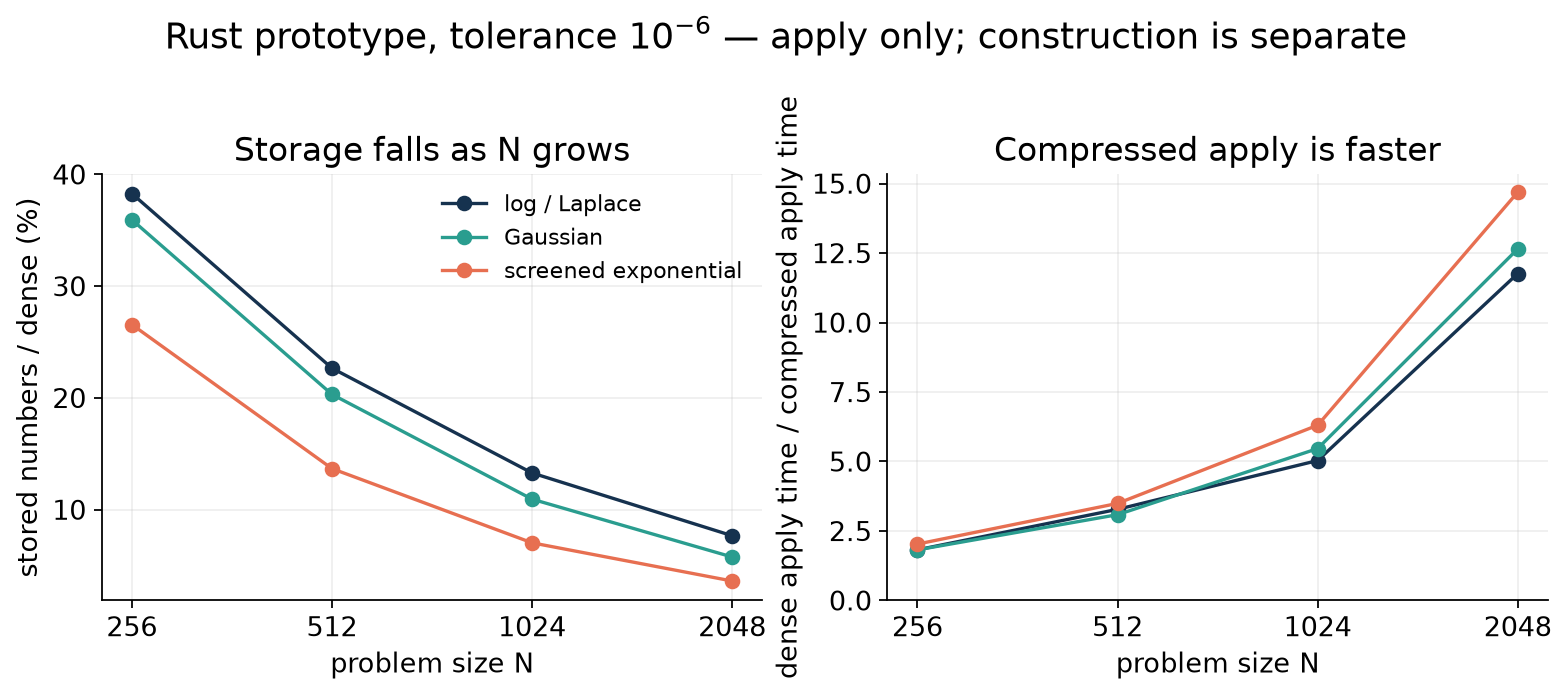 Rust prototype, tolerance 10⁻⁶ — apply only; construction is separate
Storage falls as N grows
stored numbers / dense (%)
40
30
20
10
log / Laplace
Gaussian
screened exponential
256 512 1024 2048
problem size N
Compressed apply is faster
dense apply time / compressed apply time
15.0
12.5
10.0
7.5
5.0
2.5
0.0
256 512 1024 2048
problem size N